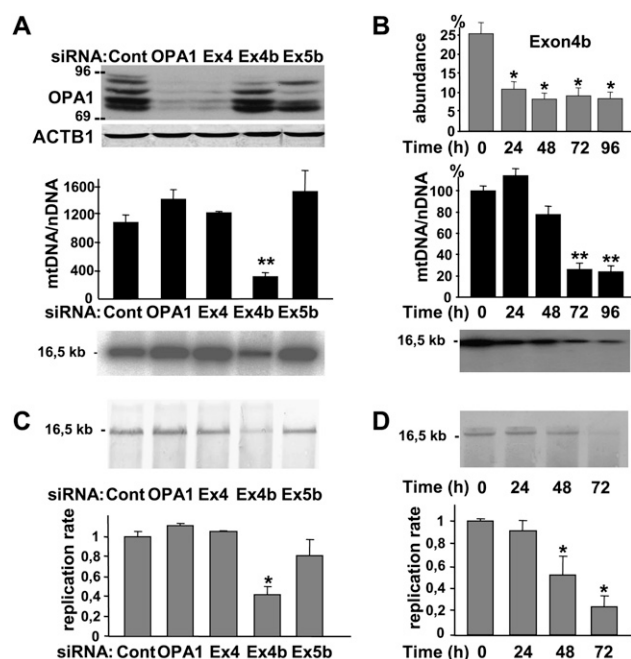 A
siRNA: Cont OPA1 Ex4 Ex4b Ex5b
96
OPA1
69
ACTB1
mtDNA/nDNA
1600
1200
800
400
0
**
siRNA: Cont OPA1 Ex4 Ex4b Ex5b
16,5 kb -
B
%
Exon4b
abundance
25
20
15
10
5
0
* * * *
Time (h) 0 24 48 72 96
%
mtDNA/nDNA
100
80
60
40
20
0
** **
Time (h) 0 24 48 72 96
16,5 kb -
C
16,5 kb -
siRNA: Cont OPA1 Ex4 Ex4b Ex5b
replication rate
1
0,8
0,6
0,4
0,2
0
*
siRNA: Cont OPA1 Ex4 Ex4b Ex5b
D
16,5 kb -
Time (h) 0 24 48 72
replication rate
1
0,8
0,6
0,4
0,2
0
* *
Time (h) 0 24 48 72